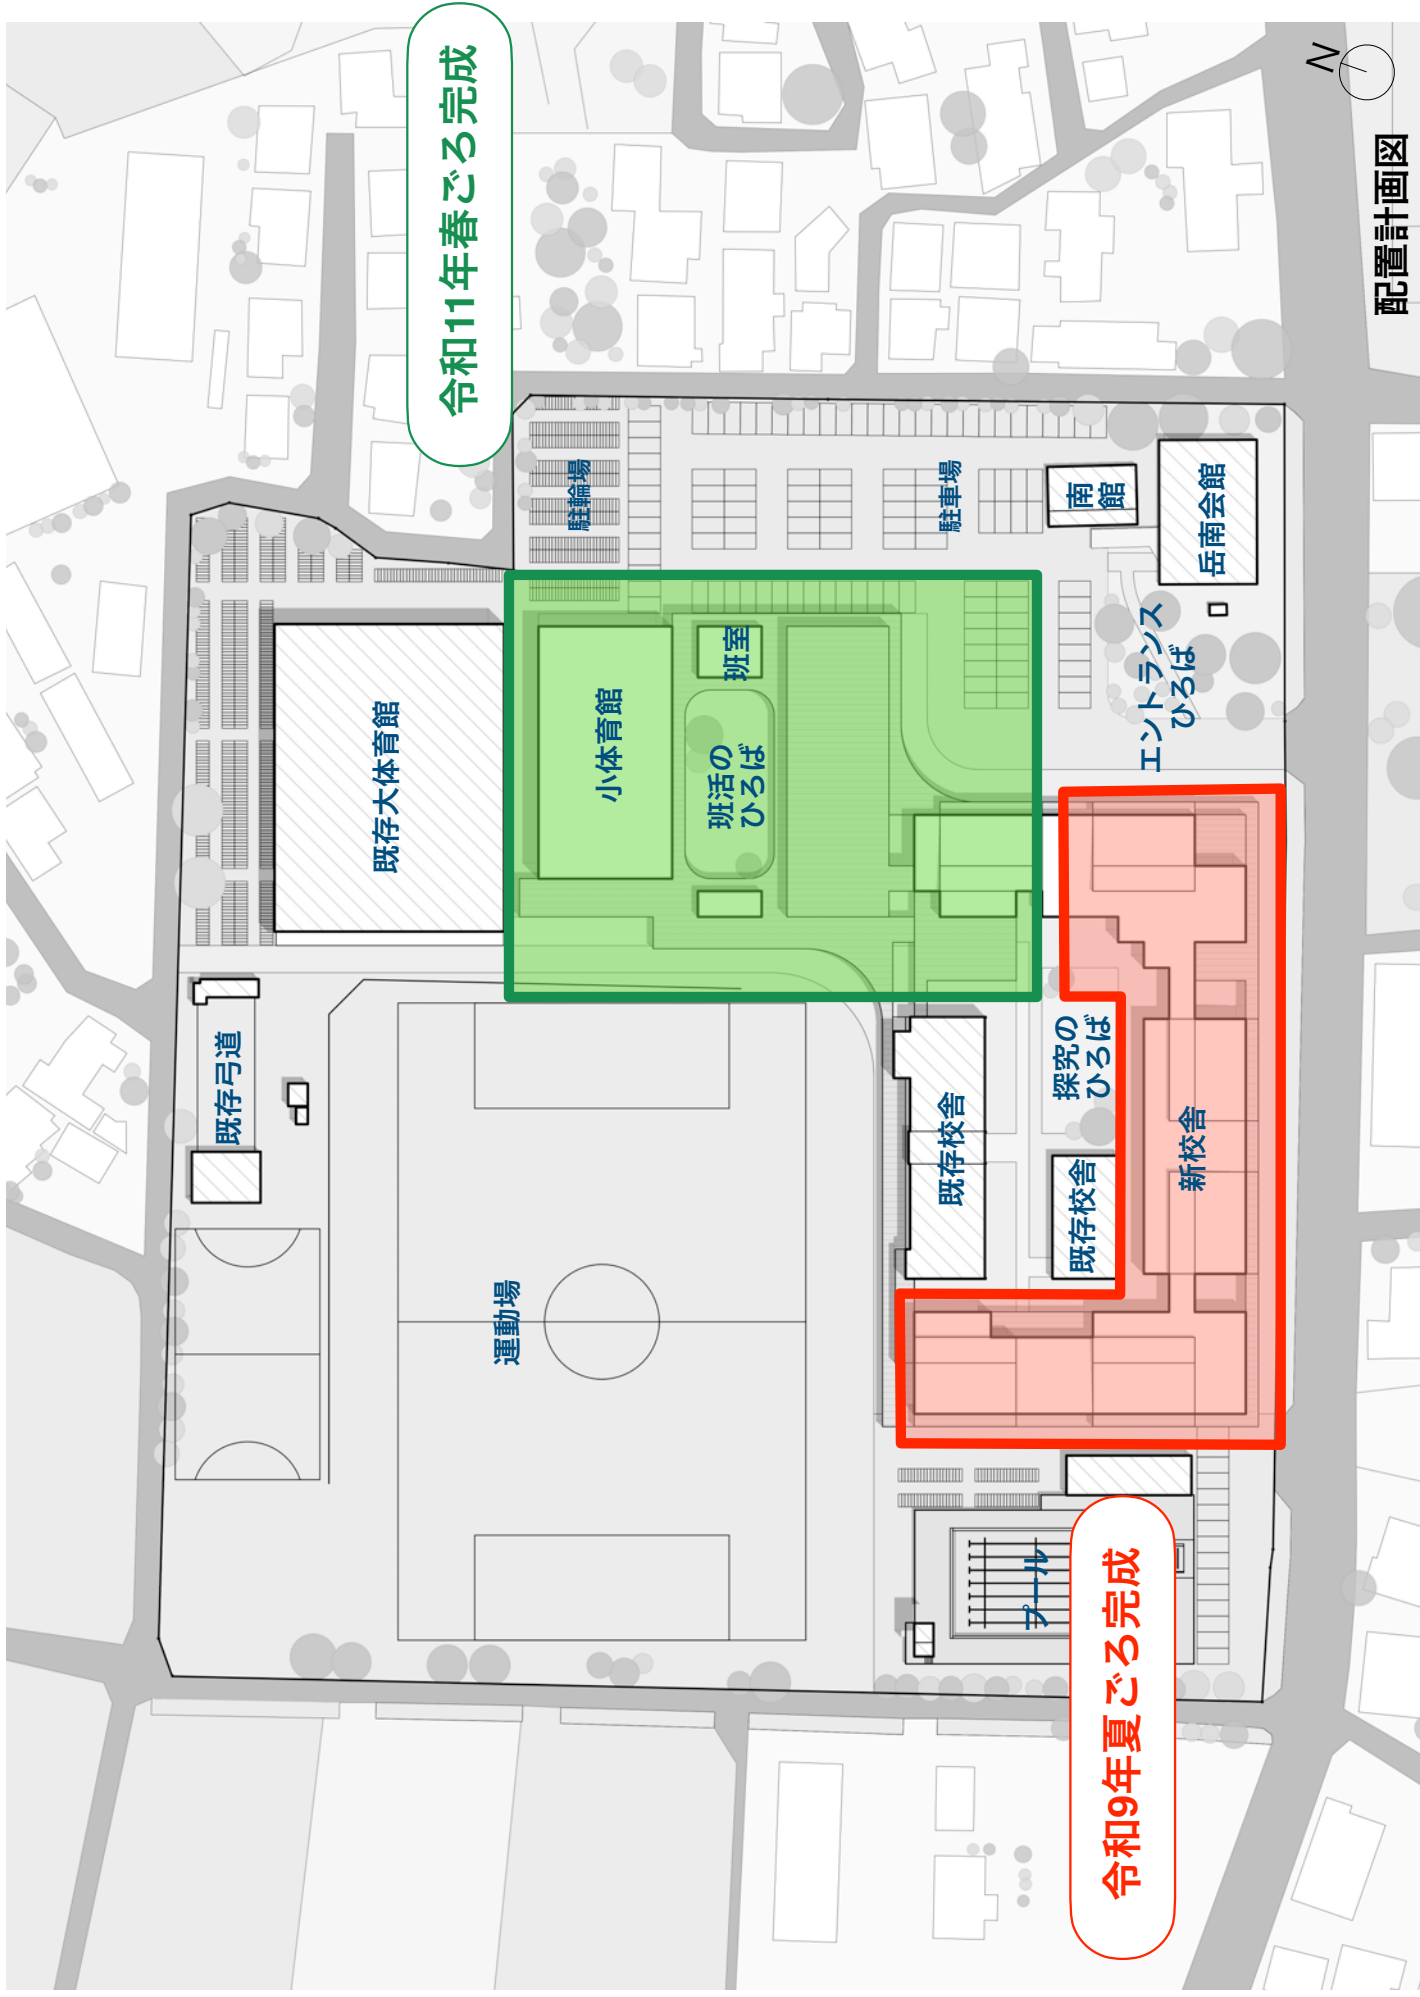 N
配置計画図
令和11年春ごろ完成
駐輪場
駐車場
南
館
岳南会館
エントランス
ひろば
既存大体育館
小体育館
班室
班活の
ひろば
既存弓道
運動場
既存校舎
探究の
ひろば
既存校舎
新校舎
プール
令和9年夏ごろ完成